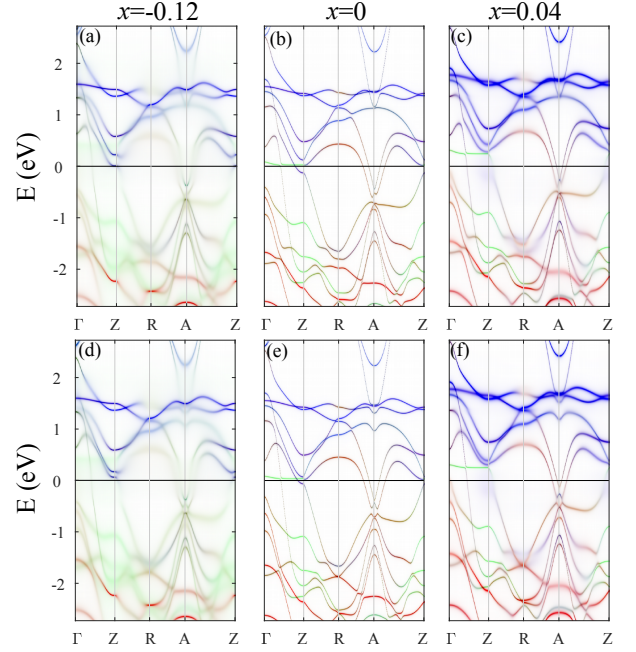 x=-0.12 x=0 x=0.04
(a) (b) (c)
2
1
0
-1
-2
E (eV)
Γ Z R A Z Γ Z R A Z Γ Z R A Z
(d) (e) (f)
2
1
0
-1
-2
E (eV)
Γ Z R A Z Γ Z R A Z Γ Z R A Z